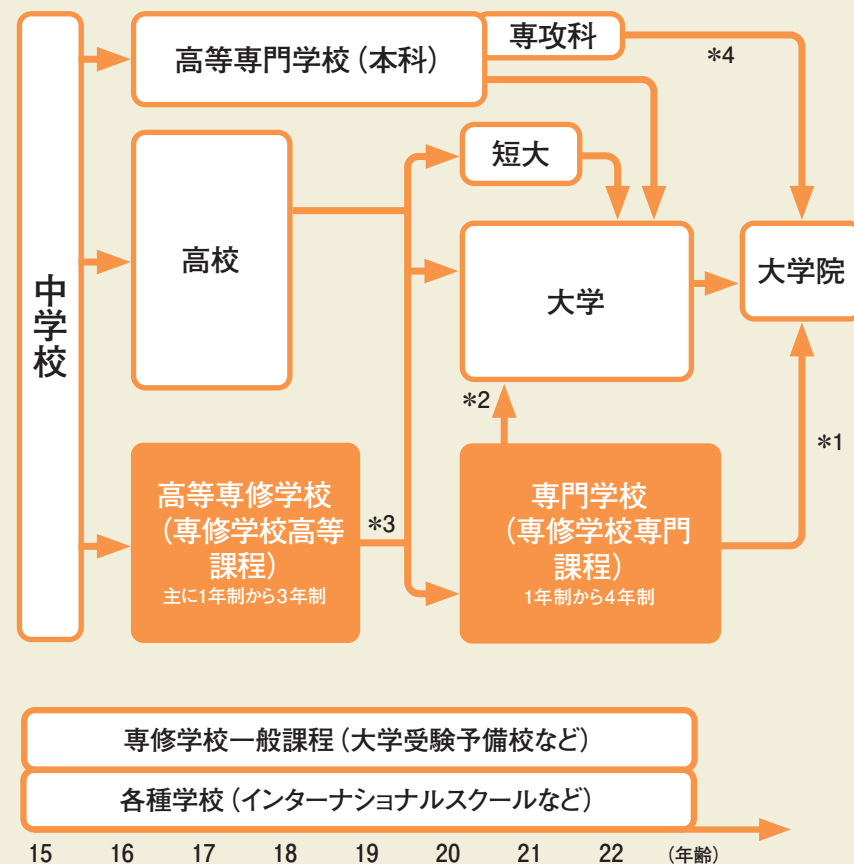 専攻科
*4
高等専門学校（本科）
短大
高校
大学
大学院
中学校
*2
*1
高等専修学校
（専修学校高等
課程）
主に1年制から3年制
*3
専門学校
（専修学校専門
課程）
1年制から4年制
専修学校一般課程（大学受験予備校など）
各種学校（インターナショナルスクールなど）
15 16 17 18 19 20 21 22 （年齢）